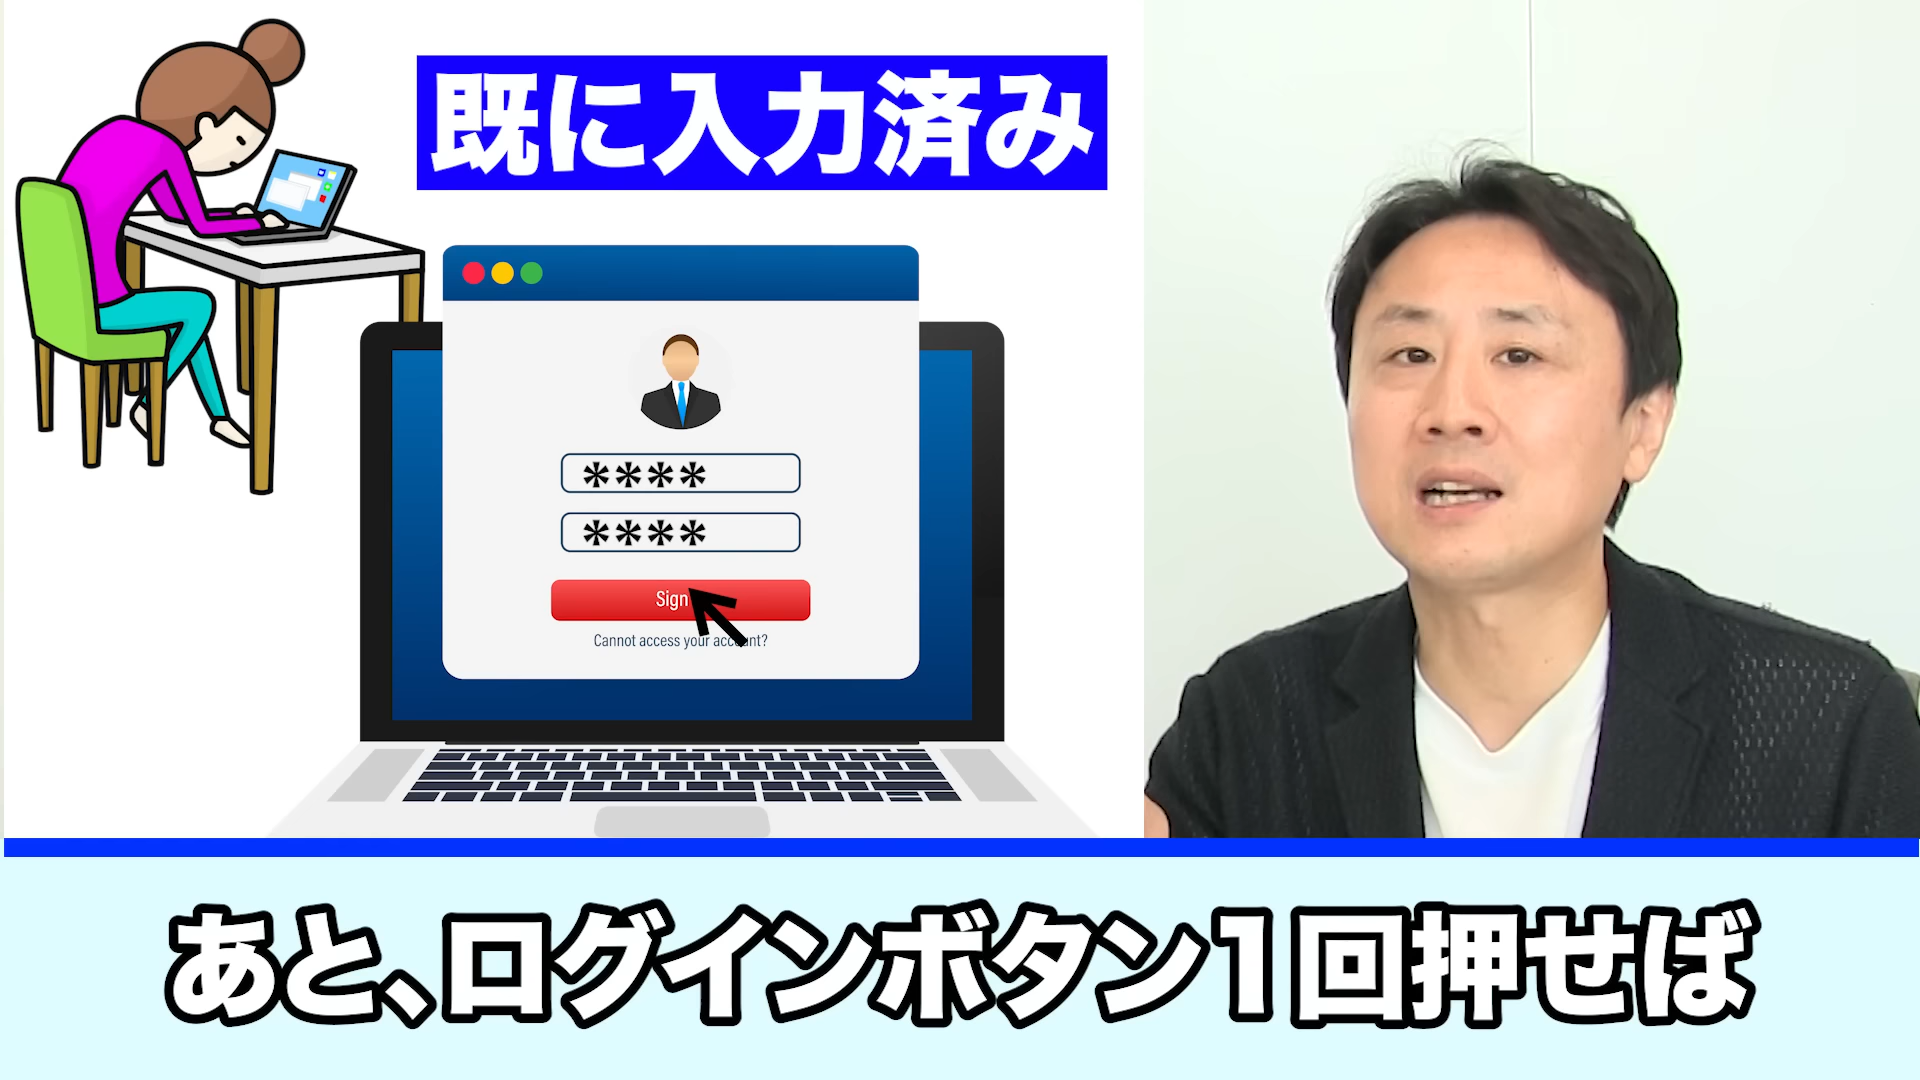 既に入力済み
****
****
Sign
Cannot access your account?
あと、ログインボタン1回押せば